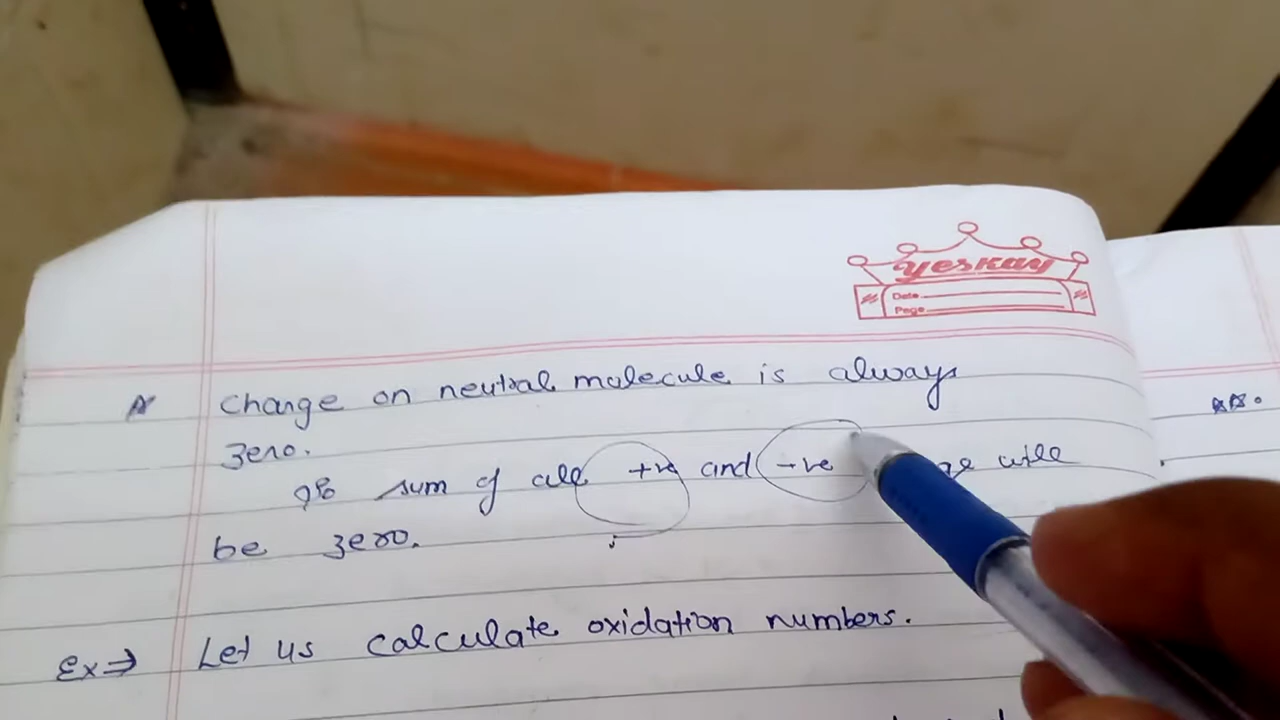 Yeskay
Date
Page
Charge on neutral molecule is always
zero.
sum of all +ve and -ve will
be zero.
Ex⇒ Let us calculate oxidation numbers.